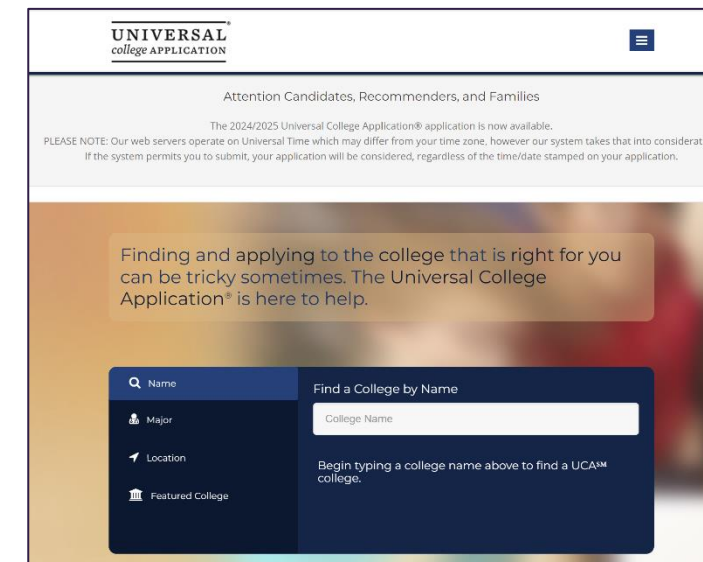 UNIVERSAL®
college APPLICATION
Attention Candidates, Recommenders, and Families
The 2024/2025 Universal College Application® application is now available.
PLEASE NOTE: Our web servers operate on Universal Time which may differ from your time zone, however our system takes that into considerat
If the system permits you to submit, your application will be considered, regardless of the time/date stamped on your application.
Finding and applying to the college that is right for you
can be tricky sometimes. The Universal College
Application® is here to help.
Name
Major
Location
Featured College
Find a College by Name
College Name
Begin typing a college name above to find a UCA℠
college.